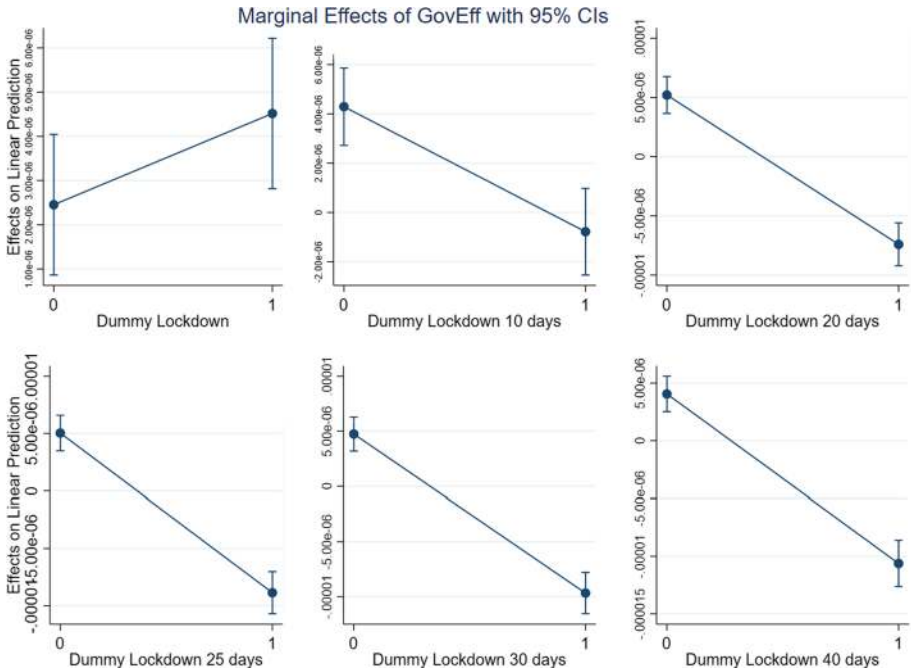 Marginal Effects of GovEff with 95% CIs
Effects on Linear Prediction
1.00e-06 2.00e-06 3.00e-06 4.00e-06 5.00e-06 6.00e-06
0 1
Dummy Lockdown
-2.00e-06 0 2.00e-06 4.00e-06 6.00e-06
0 1
Dummy Lockdown 10 days
-.00001 -5.00e-06 0 5.00e-06 .00001
0 1
Dummy Lockdown 20 days
Effects on Linear Prediction
-.000015.00e-06 0 5.00e-06.00001
0 1
Dummy Lockdown 25 days
-.00001 -5.00e-06 0 5.00e-06 .00001
0 1
Dummy Lockdown 30 days
-.000015 -.00001 -5.00e-06 0 5.00e-06
0 1
Dummy Lockdown 40 days